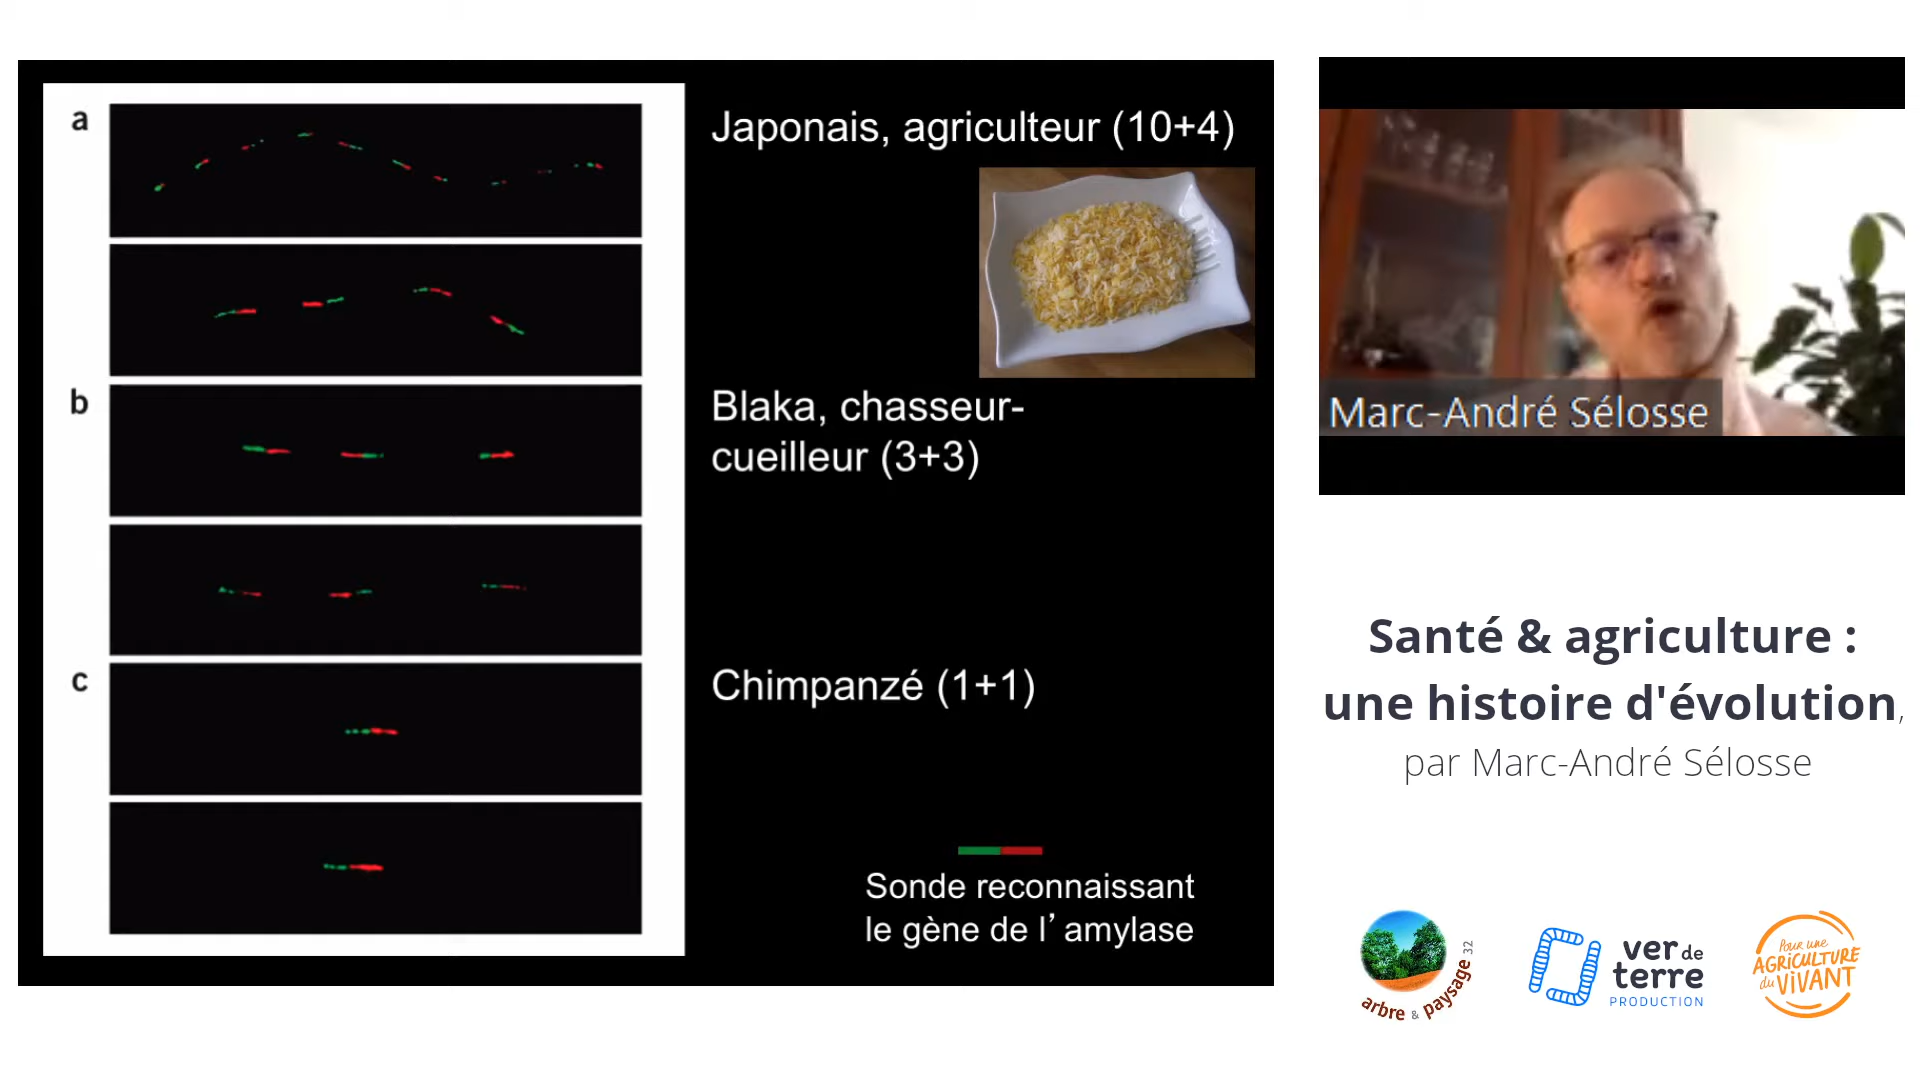 a
Japonais, agriculteur (10+4)
b
Blaka, chasseur-
cueilleur (3+3)
c
Chimpanzé (1+1)
Sonde reconnaissant
le gène de l’amylase
Marc-André Sélosse
Santé & agriculture :
une histoire d'évolution,
par Marc-André Sélosse
arbre & paysage 32
ver de
terre
PRODUCTION
Pour une
AGRICULTURE
du VIVANT